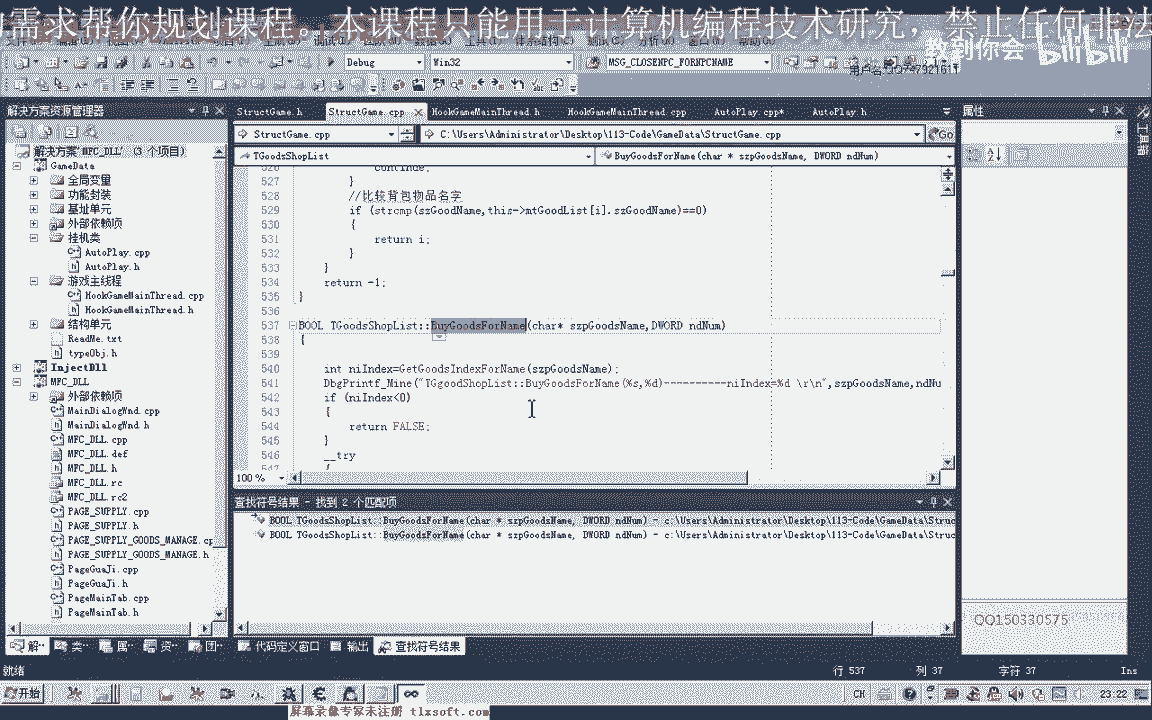 需求帮你规划课程。本课程只能用于计算机编程技术研究，禁止任何非法
教到你会 bilibili
Debug
Win32
MSG_CLOSENPC_FORNPCNAME
解决方案资源管理器
解决方案"MFC_DLL" (3 个项目)
GameData
全局变量
功能封装
基址单元
外部依赖项
挂机类
AutoPlay.cpp
AutoPlay.h
游戏主线程
HookGameMainThread.cpp
HookGameMainThread.h
结构单元
ReadMe.txt
typeObj.h
InjectDll
MFC_DLL
外部依赖项
MainDialogWnd.cpp
MainDialogWnd.h
MFC_DLL.cpp
MFC_DLL.def
MFC_DLL.h
MFC_DLL.rc
MFC_DLL.rc2
PAGE_SUPPLY.cpp
PAGE_SUPPLY.h
PAGE_SUPPLY_GOODS_MANAGE.cp
PAGE_SUPPLY_GOODS_MANAGE.h
PageGuaJi.cpp
PageGuaJi.h
PageMainTab.cpp
PageMainTab.h
StructGame.h StructGame.cpp HookGameMainThread.h HookGameMainThread.cpp AutoPlay.cpp* AutoPlay.h
StructGame.cpp C:\Users\Administrator\Desktop\113-Code\GameData\StructGame.cpp Go
TGoodsShopList BuyGoodsForName(char * szpGoodsName, DWORD ndNum)
527 }
528 //比较背包物品名字
529 if (strcmp(szGoodName,this->mtGoodList[i].szGoodName)==0)
530 {
531 return i;
532 }
533 }
534 return -1;
535 }
536
537 BOOL TGoodsShopList::BuyGoodsForName(char* szpGoodsName,DWORD ndNum)
538 {
539
540 int niIndex=GetGoodsIndexForName(szpGoodsName);
541 DbgPrintf_Mine("TGgoodShopList::BuyGoodsForName(%s,%d)----------niIndex=%d \r\n",szpGoodsName,ndNu
542 if (niIndex<0)
543 {
544 return FALSE;
545 }
546 __try
100 %
查找符号结果 - 找到 2 个匹配项
BOOL TGoodsShopList::BuyGoodsForName(char * szpGoodsName, DWORD ndNum) - c:\Users\Administrator\Desktop\113-Code\GameData\Struc
BOOL TGoodsShopList::BuyGoodsForName(char * szpGoodsName, DWORD ndNum) - c:\Users\Administrator\Desktop\113-Code\GameData\Struc
代码定义窗口 输出 查找符号结果
属性
工具箱
QQ150330575
就绪
行 537 列 37 字符 37 Ins
开始
CH
23:22
屏幕录像专家未注册 tlxsoft.com